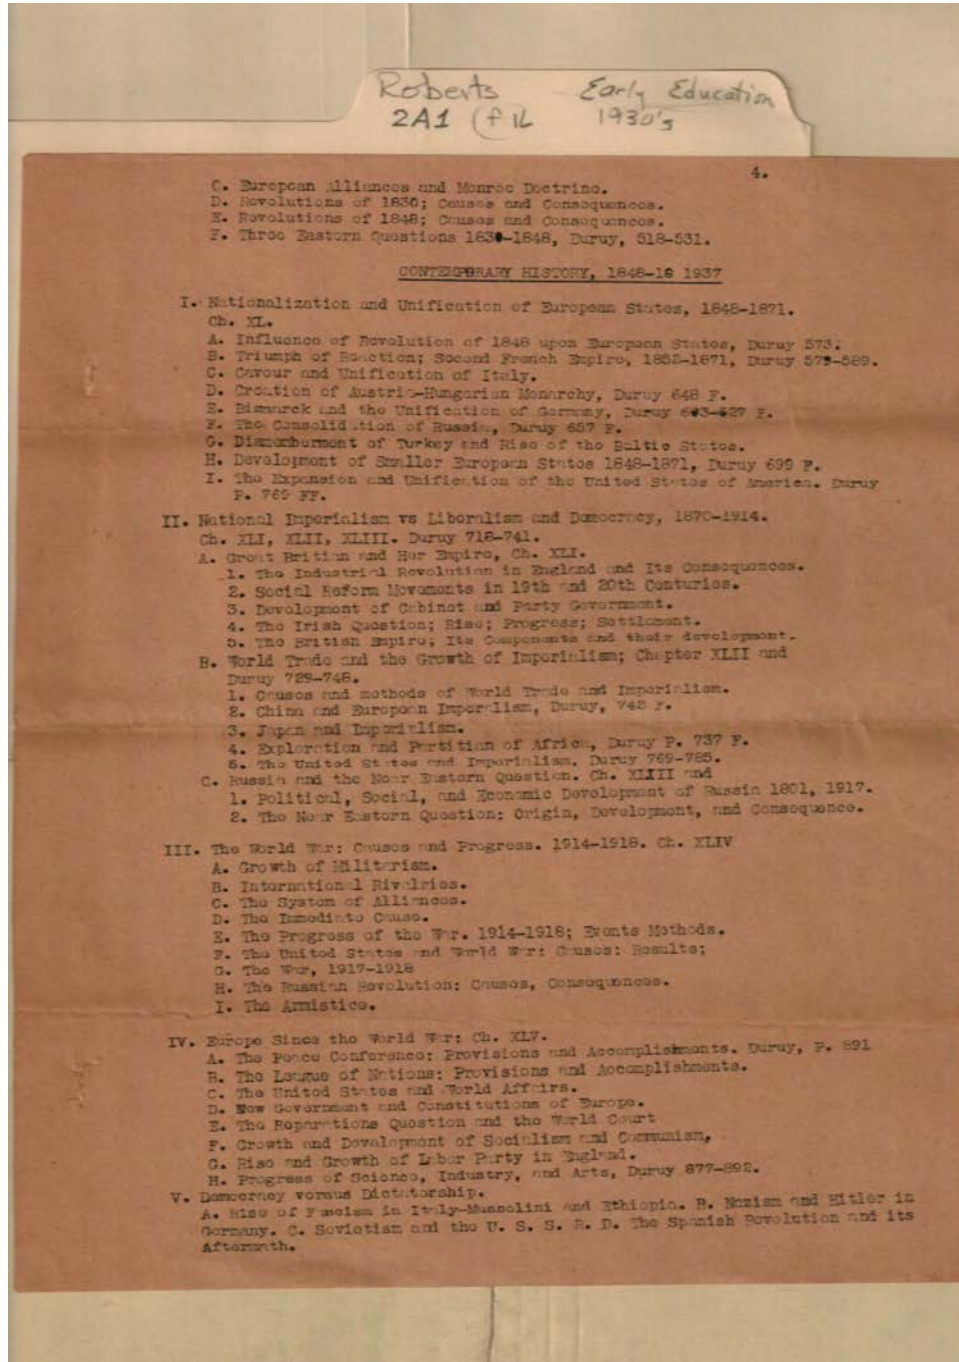 Roberts Early Education
2A1 (f 1L 1930's
4.
C. European Alliances and Monroe Doctrine.
D. Revolutions of 1830; Causes and Consequences.
E. Revolutions of 1848; Causes and Consequences.
F. Three Eastern Questions 1830-1848, Duruy, 518-531.
CONTEMPORARY HISTORY, 1848-18 1937
I. Nationalization and Unification of European States, 1848-1871.
Ch. XL.
A. Influence of Revolution of 1848 upon European States, Duruy 573;
B. Triumph of Reaction; Second French Empire, 1852-1871, Duruy 579-589.
C. Cavour and Unification of Italy.
D. Creation of Austria-Hungarian Monarchy, Duruy 648 F.
E. Bismarck and the Unification of Germany, Duruy 603-627 F.
F. The Consolidation of Russia, Duruy 657 F.
G. Dismemberment of Turkey and Rise of the Baltic States.
H. Development of Smaller European States 1848-1871, Duruy 699 F.
I. The Expansion and Unification of the United States of America. Duruy
P. 769 FF.
II. National Imperialism vs Liberalism and Democracy, 1870-1914.
Ch. XLI, XLII, XLIII. Duruy 718-741.
A. Great Britian and Her Empire, Ch. XLI.
1. The Industrial Revolution in England and Its Consequences.
2. Social Reform Movements in 19th and 20th Centuries.
3. Development of Cabinet and Party Government.
4. The Irish Question; Rise; Progress; Settlement.
5. The British Empire; Its Components and their development.
B. World Trade and the Growth of Imperialism; Chapter XLII and
Duruy 729-748.
1. Causes and methods of World Trade and Imperialism.
2. China and European Imperalism, Duruy, 742 F.
3. Japan and Imperialism.
4. Exploration and Partition of Africa, Duruy P. 737 F.
5. The United States and Imperialism. Duruy 769-785.
C. Russia and the Near Eastern Question. Ch. XLIII and
1. Political, Social, and Economic Development of Russia 1801, 1917.
2. The Near Eastern Question; Origin, Development, and Consequence.
III. The World War: Causes and Progress. 1914-1918. Ch. XLIV
A. Growth of Militarism.
B. International Rivalries.
C. The System of Alliances.
D. The Immediate Cause.
E. The Progress of the War. 1914-1918; Events Methods.
F. The United States and World War: Causes: Results;
G. The War, 1917-1918
H. The Russian Revolution: Causes, Consequences.
I. The Armistice.
IV. Europe Since the World War: Ch. XLV.
A. The Peace Conference: Provisions and Accomplishments. Duruy, P. 891
B. The League of Nations: Provisions and Accomplishments.
C. The United States and World Affairs.
D. New Government and Constitutions of Europe.
E. The Reparations Question and the World Court
F. Growth and Development of Socialism and Communism,
G. Rise and Growth of Labor Party in England.
H. Progress of Science, Industry, and Arts, Duruy 877-892.
V. Democracy versus Dictatorship.
A. Rise of Fascism in Italy-Mussolini and Ethiopia. B. Nazism and Hitler in
Germany. C. Sovietism and the U. S. S. R. D. The Spanish Revolution and its
Aftermath.